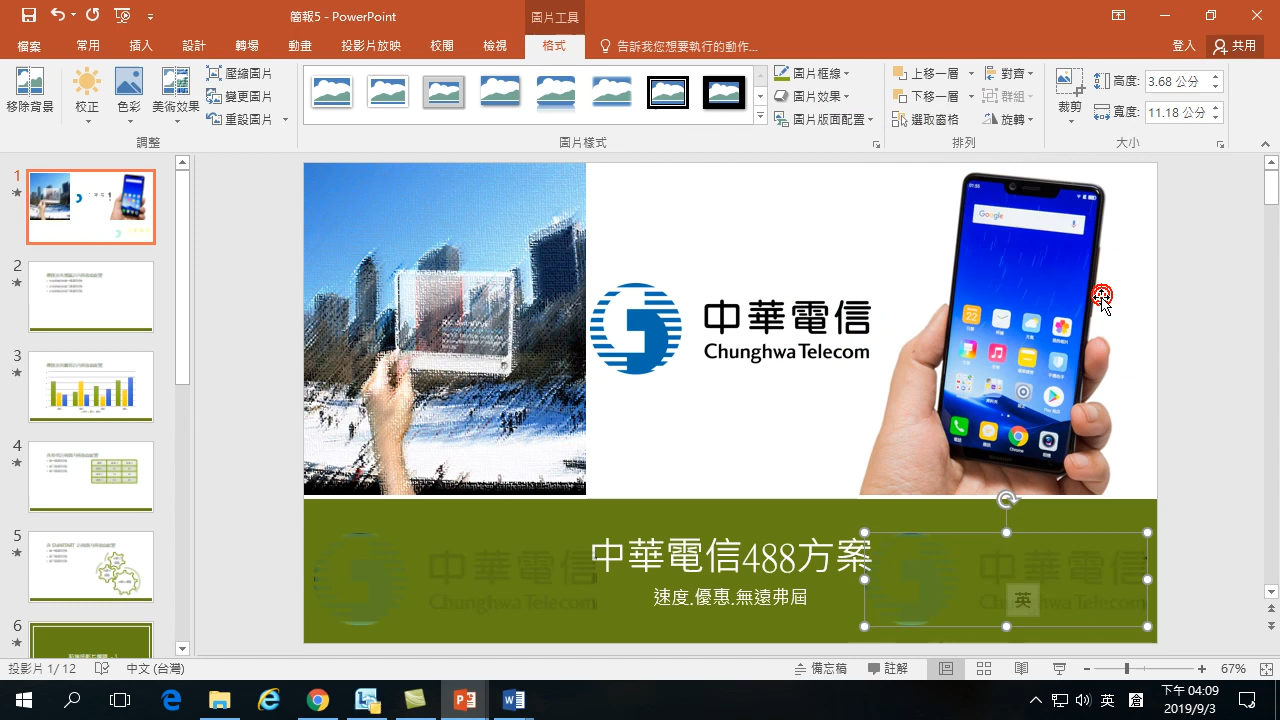 簡報5 - PowerPoint
圖片工具
檔案 常用 插入 設計 轉場 動畫 投影片放映 校閱 檢視 格式 告訴我您想要執行的動作... 登入 共用
移除背景 校正 色彩 美術效果
壓縮圖片
變更圖片
重設圖片
圖片框線
圖片效果
圖片版面配置
上移一層 對齊
下移一層 群組
選取窗格 旋轉
裁剪
高度: 3.68 公分
寬度: 11.18 公分
調整 圖片樣式 排列 大小
1
2
3
4
5
6
Google
22
中華電信
Chunghwa Telecom
中華電信488方案
速度.優惠.無遠弗屆
中華電信
Chunghwa Telecom
中華電信
Chunghwa Telecom
英
投影片 1 / 12 中文 (台灣) 備忘稿 註解 67%
英
2019/9/3